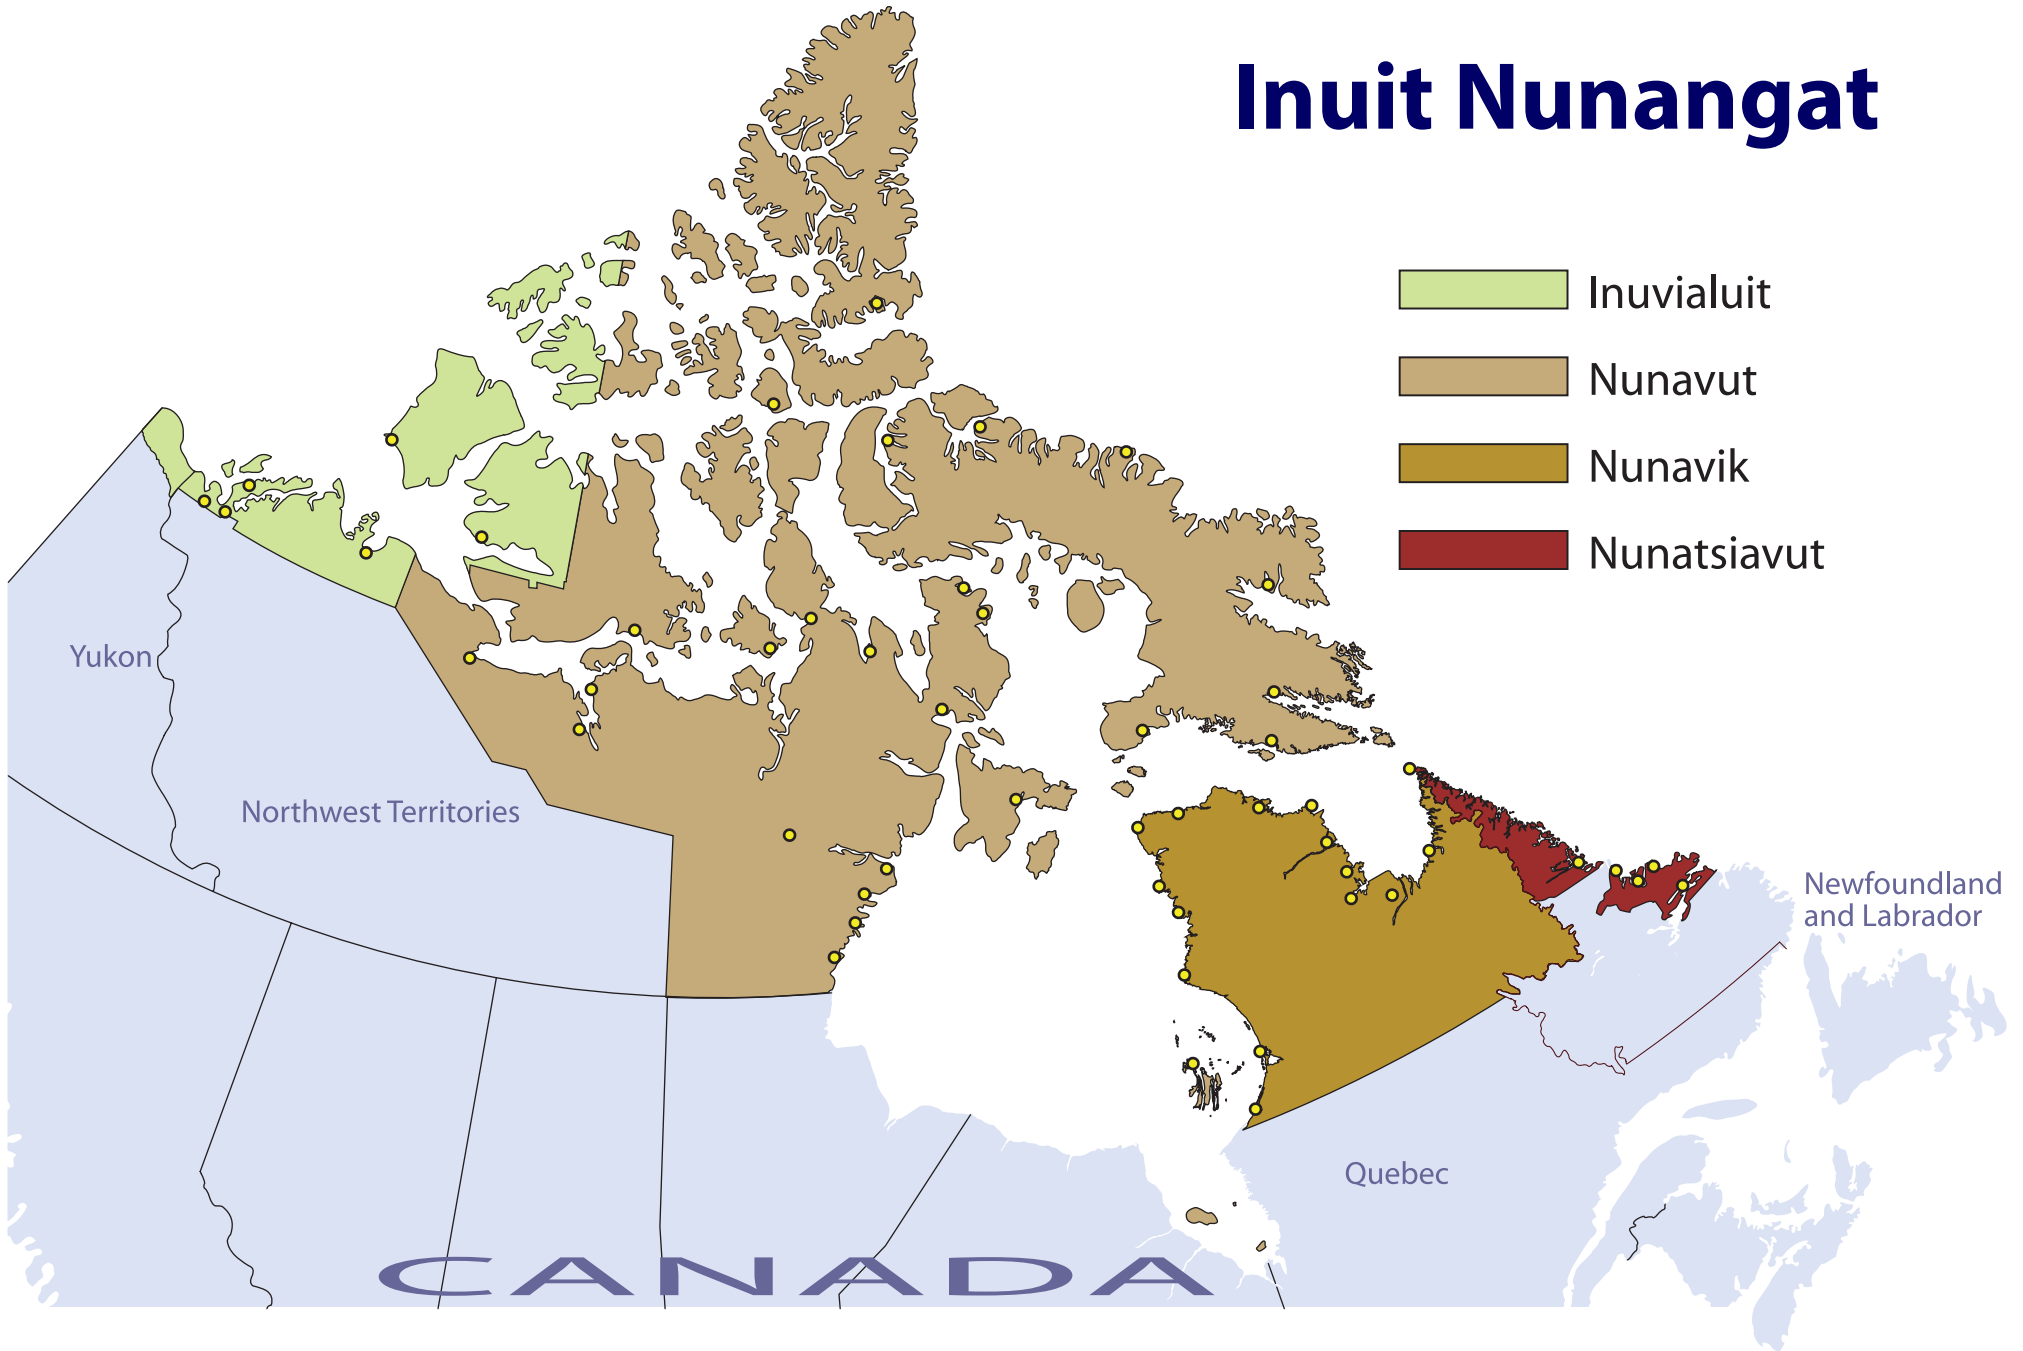 Inuit Nunangat
Inuvialuit
Nunavut
Nunavik
Nunatsiavut
Yukon
Northwest Territories
Newfoundland
and Labrador
Quebec
CANADA